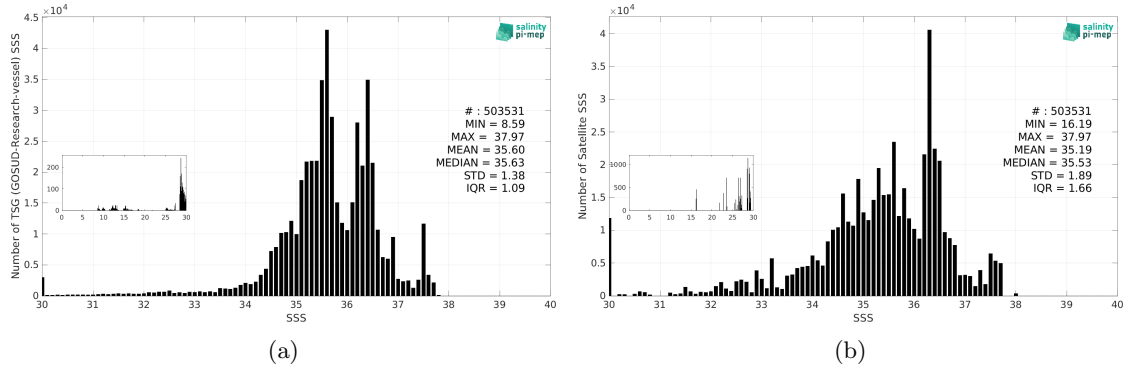 ×10⁴
4.5
4
3.5
3
2.5
2
1.5
1
0.5
0
Number of TSG (GOSUD-Research-vessel) SSS
salinity
pi-mep
# : 503531
MIN = 8.59
MAX = 37.97
MEAN = 35.60
MEDIAN = 35.63
STD = 1.38
IQR = 1.09
200
100
0
0 5 10 15 20 25 30
30 31 32 33 34 35 36 37 38 39 40
SSS
(a)
×10⁴
4
3.5
3
2.5
2
1.5
1
0.5
0
Number of Satellite SSS
salinity
pi-mep
# : 503531
MIN = 16.19
MAX = 37.97
MEAN = 35.19
MEDIAN = 35.53
STD = 1.89
IQR = 1.66
1000
500
0
0 5 10 15 20 25 30
30 31 32 33 34 35 36 37 38 39 40
SSS
(b)